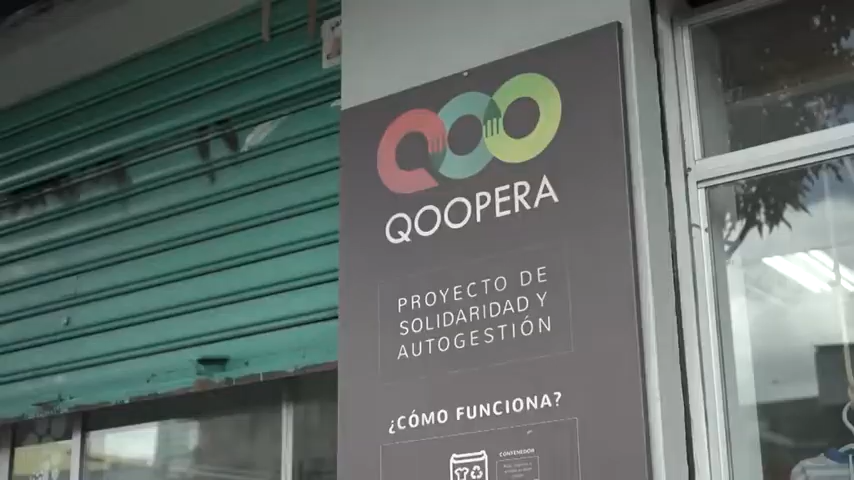 QOOPERA
PROYECTO DE
SOLIDARIDAD Y
AUTOGESTIÓN
¿CÓMO FUNCIONA?
CONTENEDOR